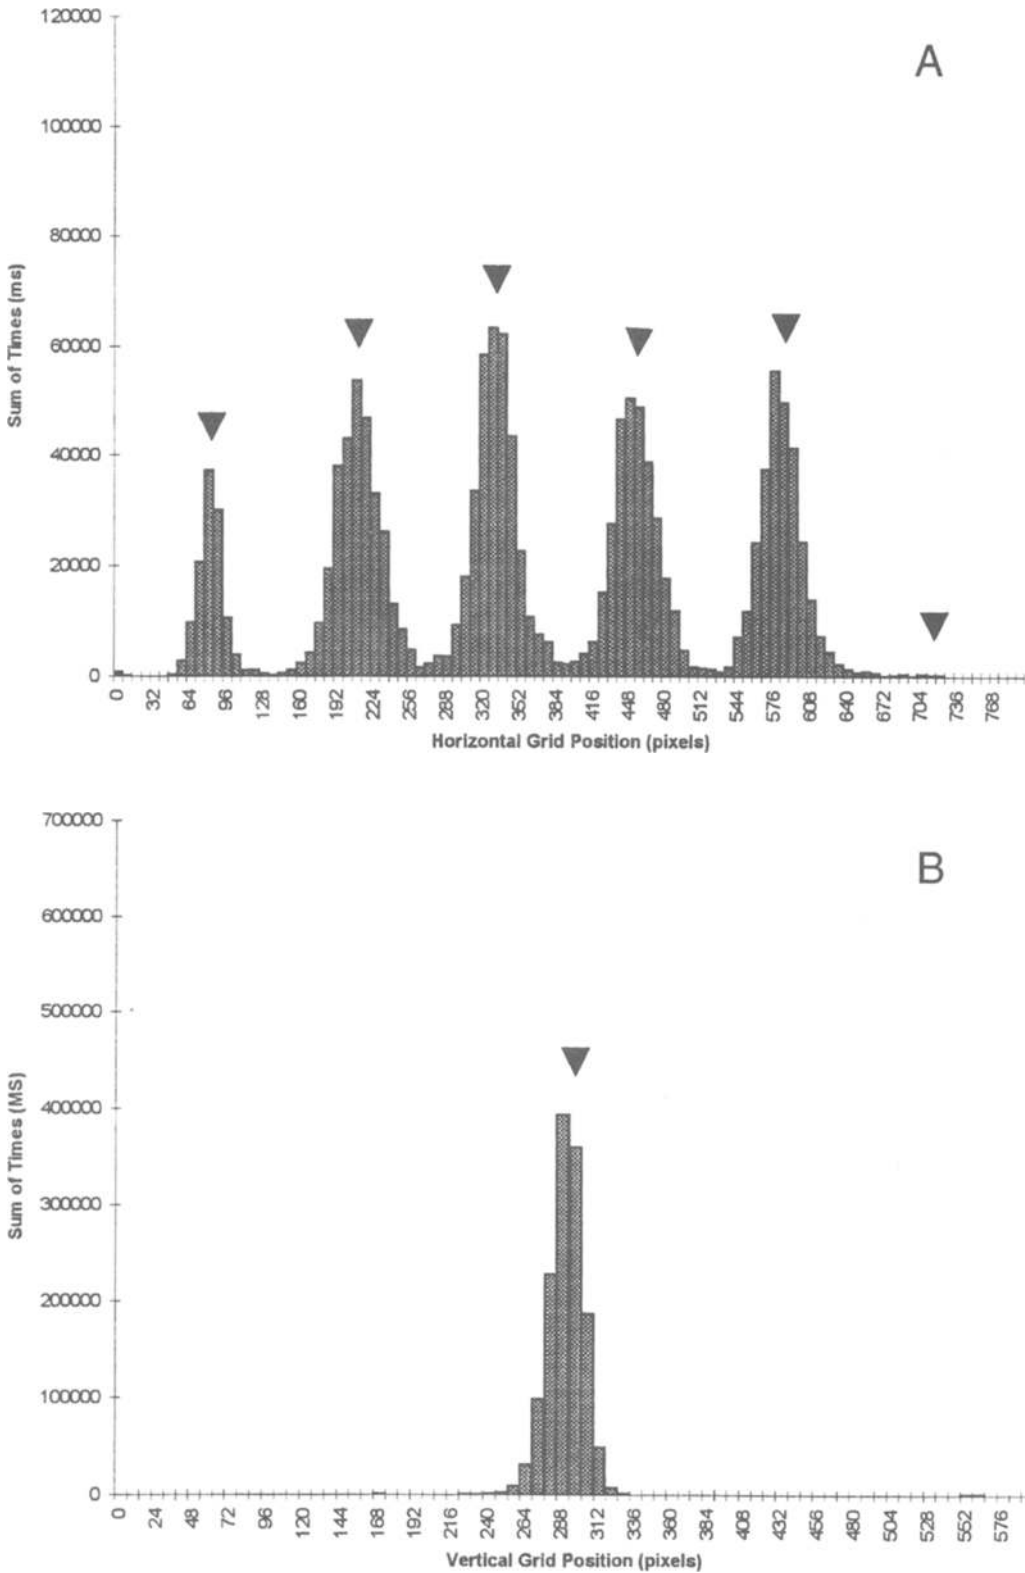 A
120000
100000
80000
60000
40000
20000
0
Sum of Times (ms)
0 32 64 96 128 160 192 224 256 288 320 352 384 416 448 480 512 544 576 608 640 672 704 736 768
Horizontal Grid Position (pixels)
B
700000
600000
500000
400000
300000
200000
100000
0
Sum of Times (MS)
0 24 48 72 96 120 144 168 192 216 240 264 288 312 336 360 384 408 432 456 480 504 528 552 576
Vertical Grid Position (pixels)